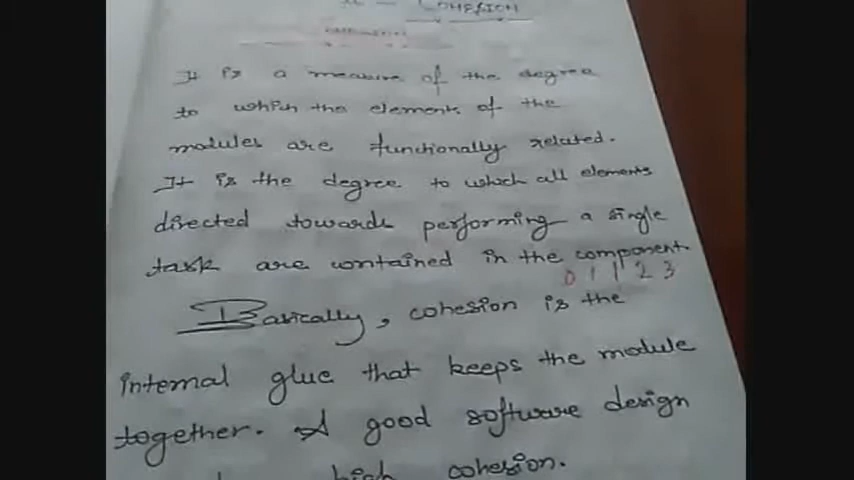 COHESION
It is a measure of the degree
to which the elements of the
modules are functionally related.
It is the degree to which all elements
directed towards performing a single
task are contained in the component.
0 1 1 2 3
Basically, cohesion is the
internal glue that keeps the module
together. A good software design
high cohesion.